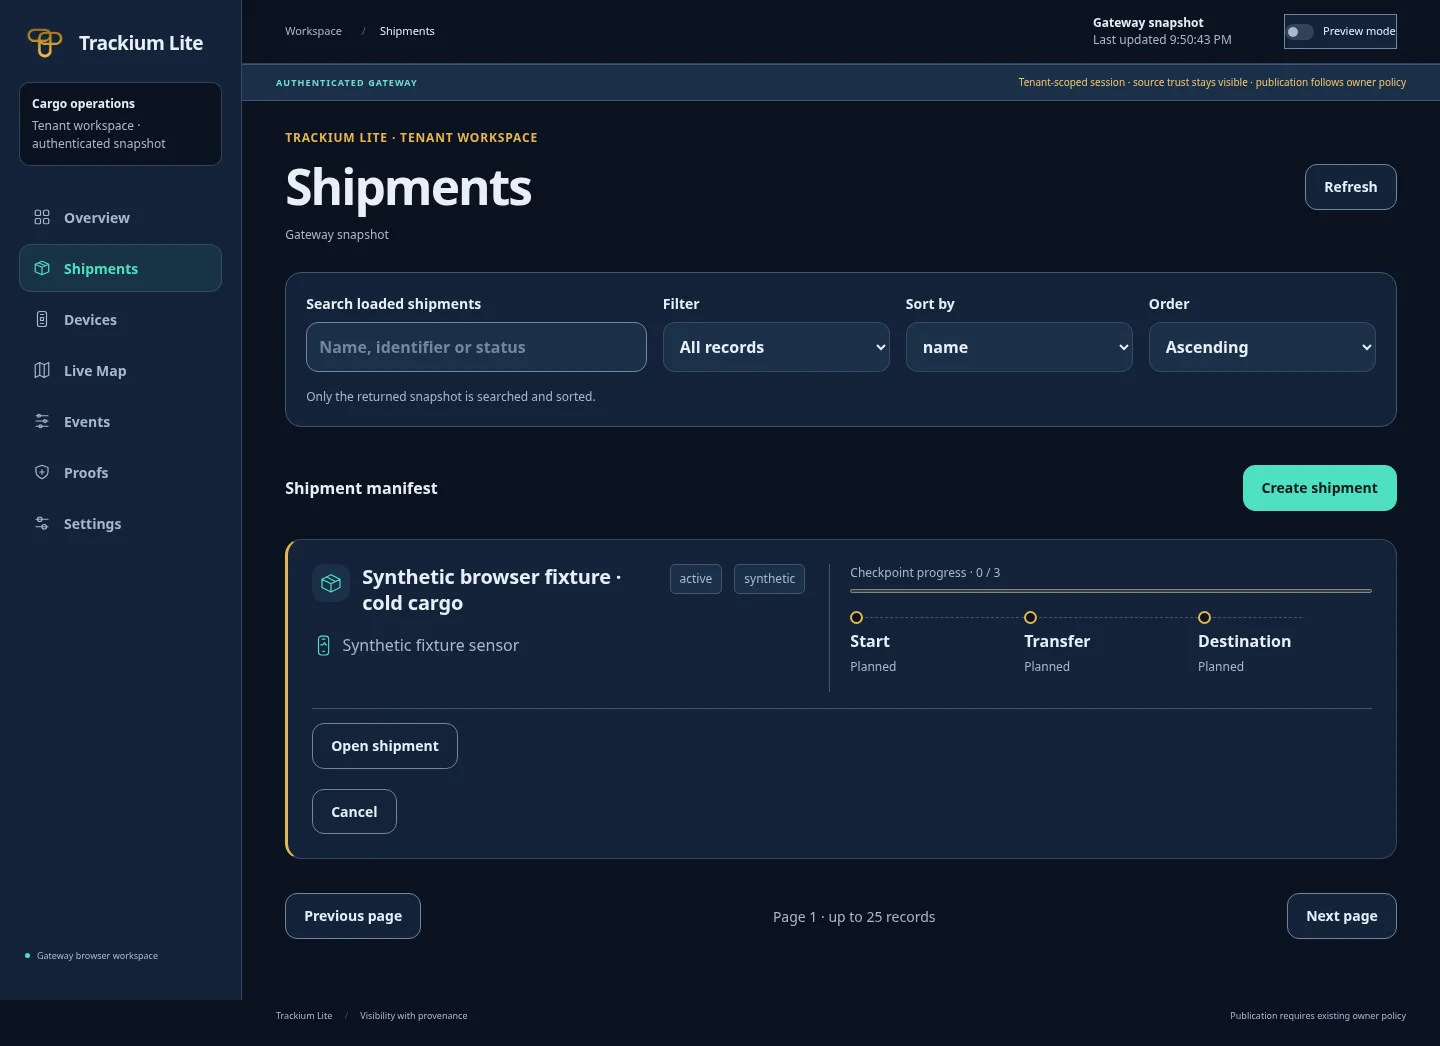 Trackium Lite
Cargo operations
Tenant workspace ·
authenticated snapshot
Overview
Shipments
Devices
Live Map
Events
Proofs
Settings
Gateway browser workspace
Workspace / Shipments
Gateway snapshot
Last updated 9:50:43 PM
Preview mode
AUTHENTICATED GATEWAY
Tenant-scoped session · source trust stays visible · publication follows owner policy
TRACKIUM LITE · TENANT WORKSPACE
Shipments
Refresh
Gateway snapshot
Search loaded shipments
Name, identifier or status
Filter
All records
Sort by
name
Order
Ascending
Only the returned snapshot is searched and sorted.
Shipment manifest
Create shipment
Synthetic browser fixture ·
cold cargo
active
synthetic
Synthetic fixture sensor
Checkpoint progress · 0 / 3
Start
Planned
Transfer
Planned
Destination
Planned
Open shipment
Cancel
Previous page
Page 1 · up to 25 records
Next page
Trackium Lite / Visibility with provenance
Publication requires existing owner policy